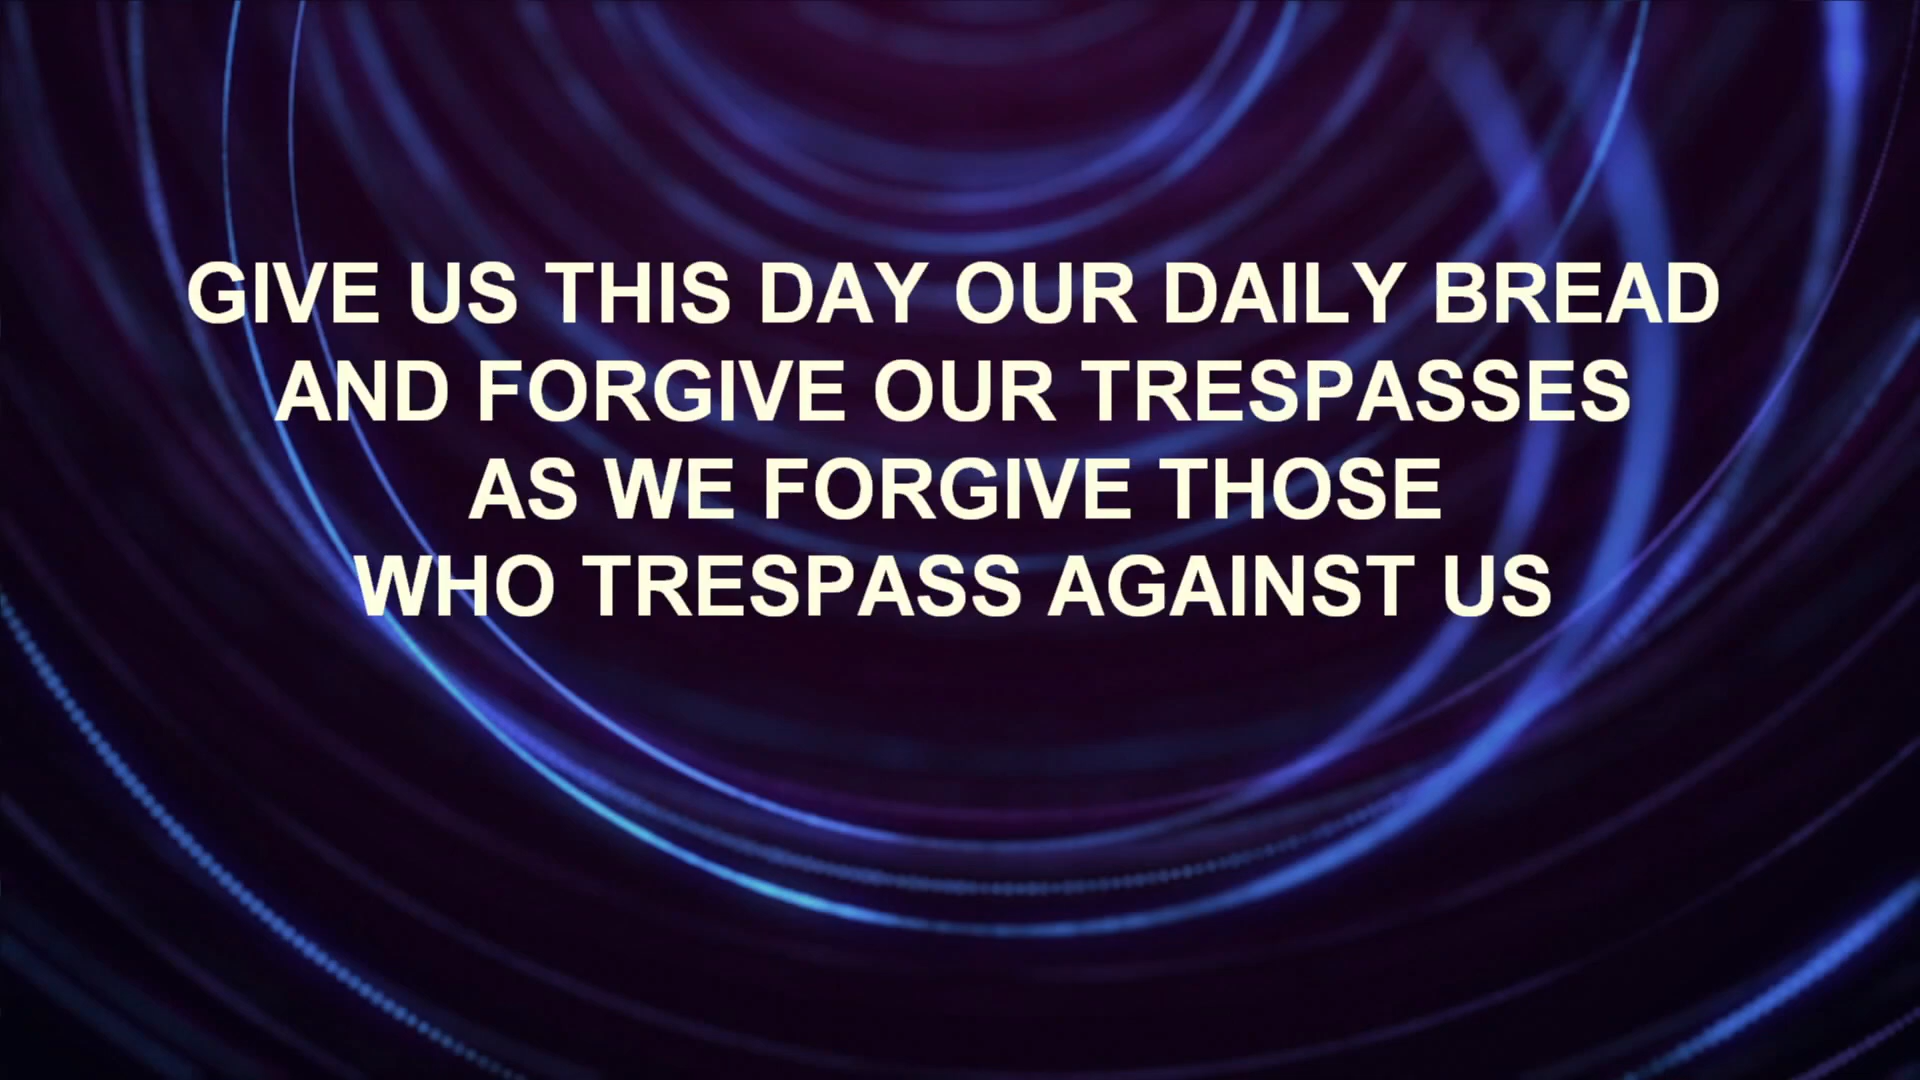 GIVE US THIS DAY OUR DAILY BREAD
AND FORGIVE OUR TRESPASSES
AS WE FORGIVE THOSE
WHO TRESPASS AGAINST US